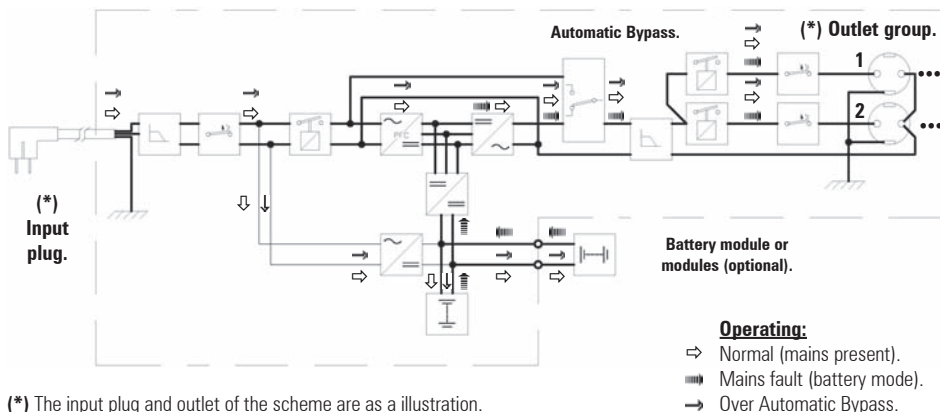 Automatic Bypass.
(*) Outlet group.
1
2
PFC
(*)
Input
plug.
Battery module or
modules (optional).
Operating:
Normal (mains present).
Mains fault (battery mode).
Over Automatic Bypass.
(*) The input plug and outlet of the scheme are as a illustration.